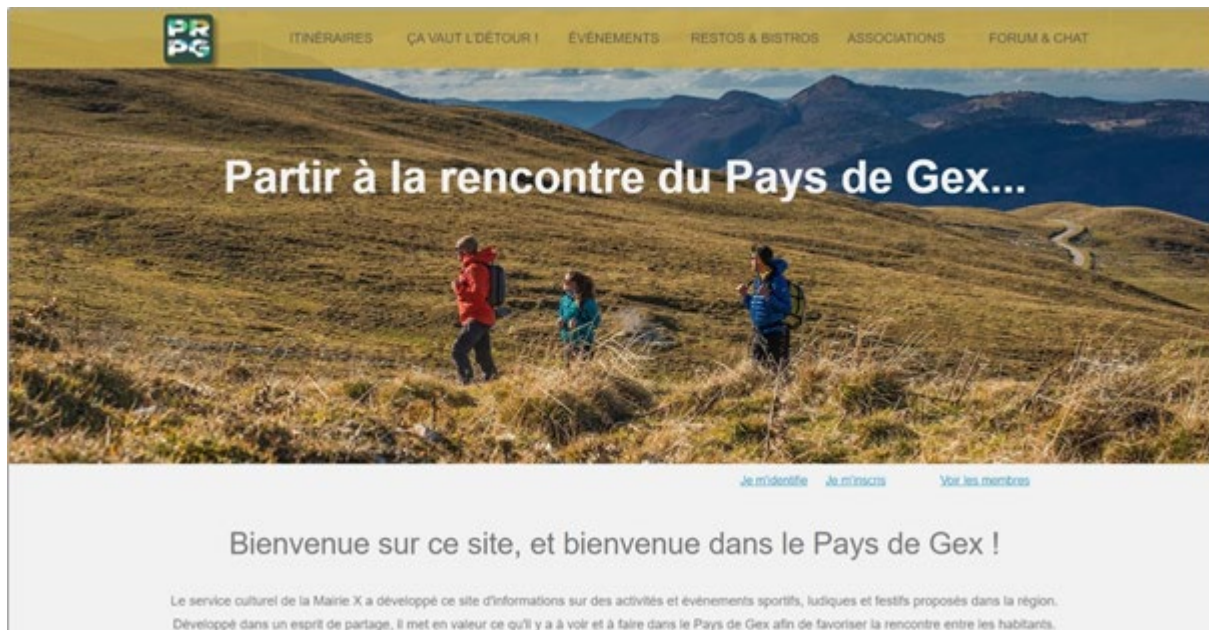 PR
PG
ITINÉRAIRES ÇA VAUT L'DÉTOUR ! ÉVÉNEMENTS RESTOS & BISTROS ASSOCIATIONS FORUM & CHAT
Partir à la rencontre du Pays de Gex...
Je m'identifie Je m'inscris Voir les membres
Bienvenue sur ce site, et bienvenue dans le Pays de Gex !
Le service culturel de la Mairie X a développé ce site d'informations sur des activités et événements sportifs, ludiques et festifs proposés dans la région.
Développé dans un esprit de partage, il met en valeur ce qu'il y a à voir et à faire dans le Pays de Gex afin de favoriser la rencontre entre les habitants.